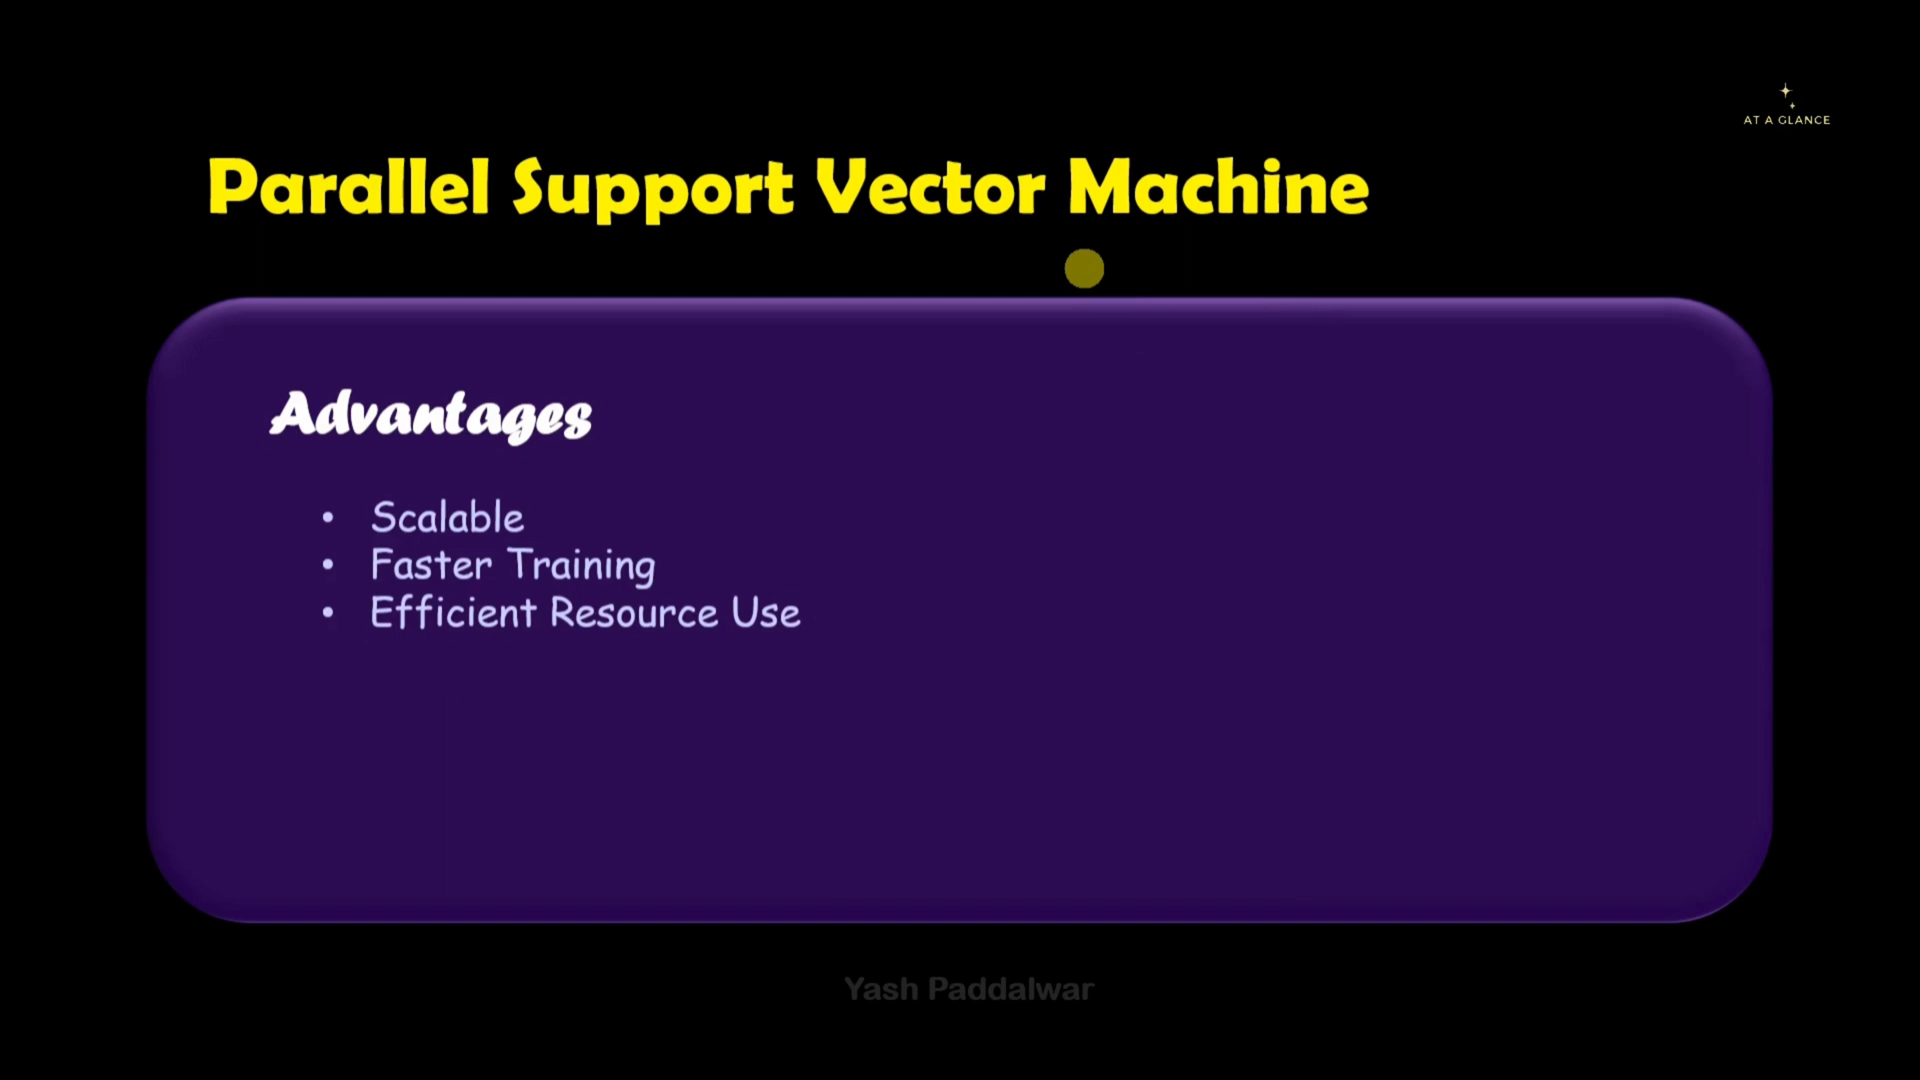 AT A GLANCE
Parallel Support Vector Machine
Advantages
• Scalable
• Faster Training
• Efficient Resource Use
Yash Paddalwar